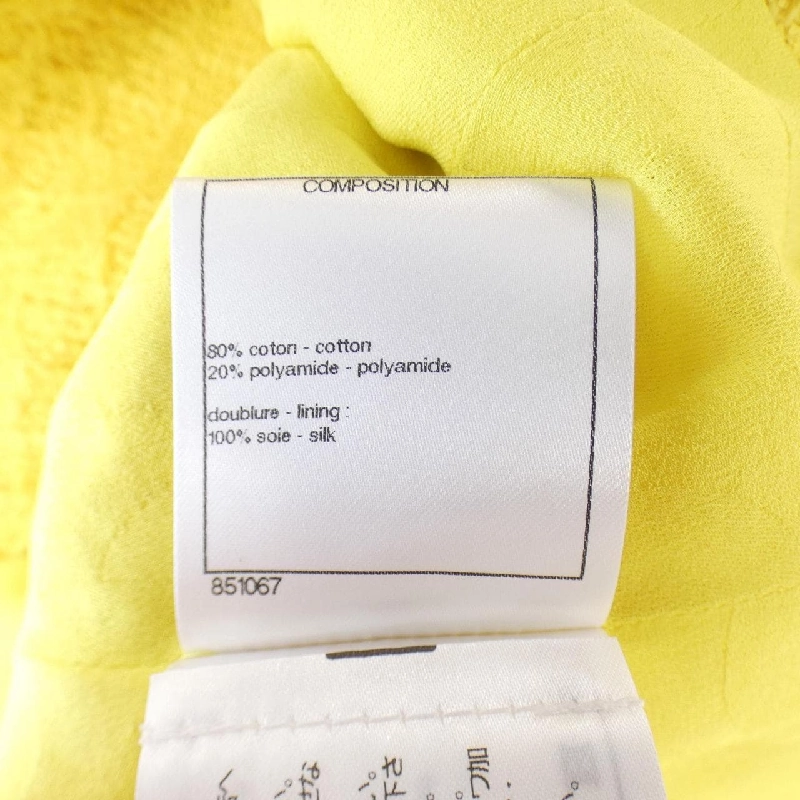 COMPOSITION
80% coton - cotton
20% polyamide - polyamide
doublure - lining :
100% soie - silk
851067